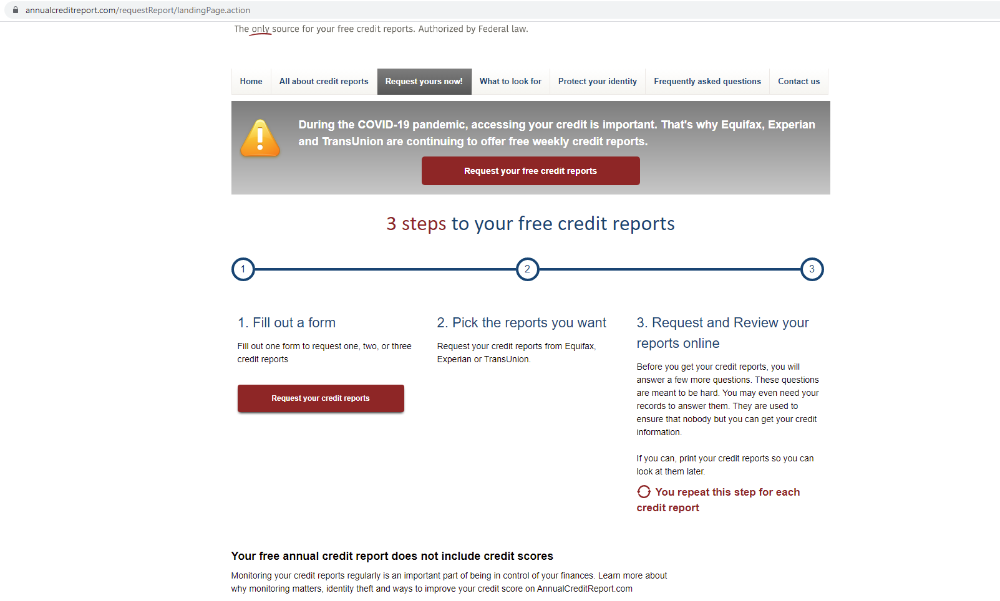 annualcreditreport.com/requestReport/landingPage.action
The only source for your free credit reports. Authorized by Federal law.
Home All about credit reports Request yours now! What to look for Protect your identity Frequently asked questions Contact us
During the COVID-19 pandemic, accessing your credit is important. That's why Equifax, Experian
and TransUnion are continuing to offer free weekly credit reports.
Request your free credit reports
3 steps to your free credit reports
1 2 3
1. Fill out a form
Fill out one form to request one, two, or three
credit reports
Request your credit reports
2. Pick the reports you want
Request your credit reports from Equifax,
Experian or TransUnion.
3. Request and Review your
reports online
Before you get your credit reports, you will
answer a few more questions. These questions
are meant to be hard. You may even need your
records to answer them. They are used to
ensure that nobody but you can get your credit
information.
If you can, print your credit reports so you can
look at them later.
You repeat this step for each
credit report
Your free annual credit report does not include credit scores
Monitoring your credit reports regularly is an important part of being in control of your finances. Learn more about
why monitoring matters, identity theft and ways to improve your credit score on AnnualCreditReport.com